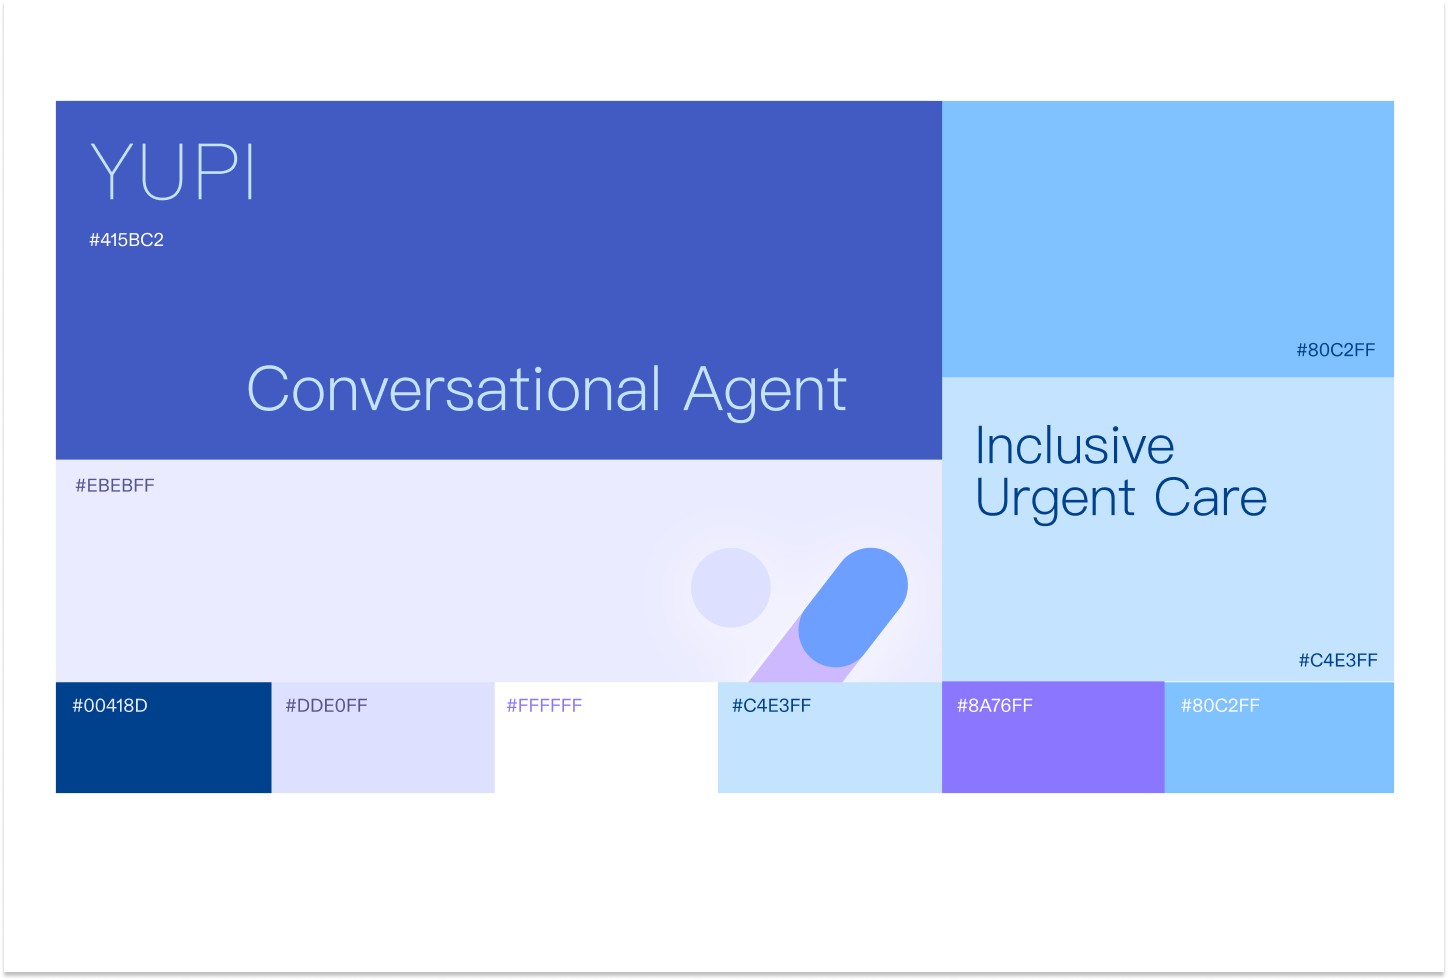 YUPI
#415BC2
Conversational Agent
#80C2FF
Inclusive
Urgent Care
#C4E3FF
#EBEBFF
#00418D
#DDE0FF
#FFFFFF
#C4E3FF
#8A76FF
#80C2FF